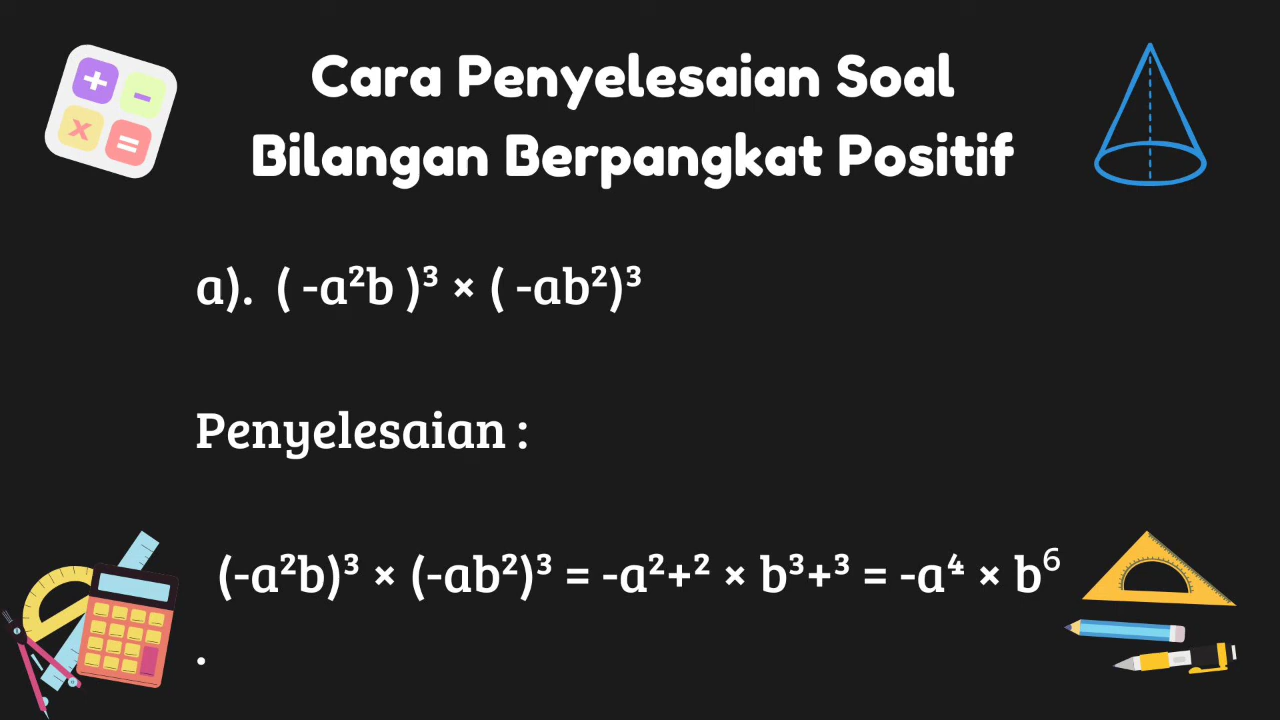 Cara Penyelesaian Soal
Bilangan Berpangkat Positif
a). ( -a²b )³ × ( -ab²)³
Penyelesaian :
(-a²b)³ × (-ab²)³ = -a²+² × b³+³ = -a⁴ × b⁶
.